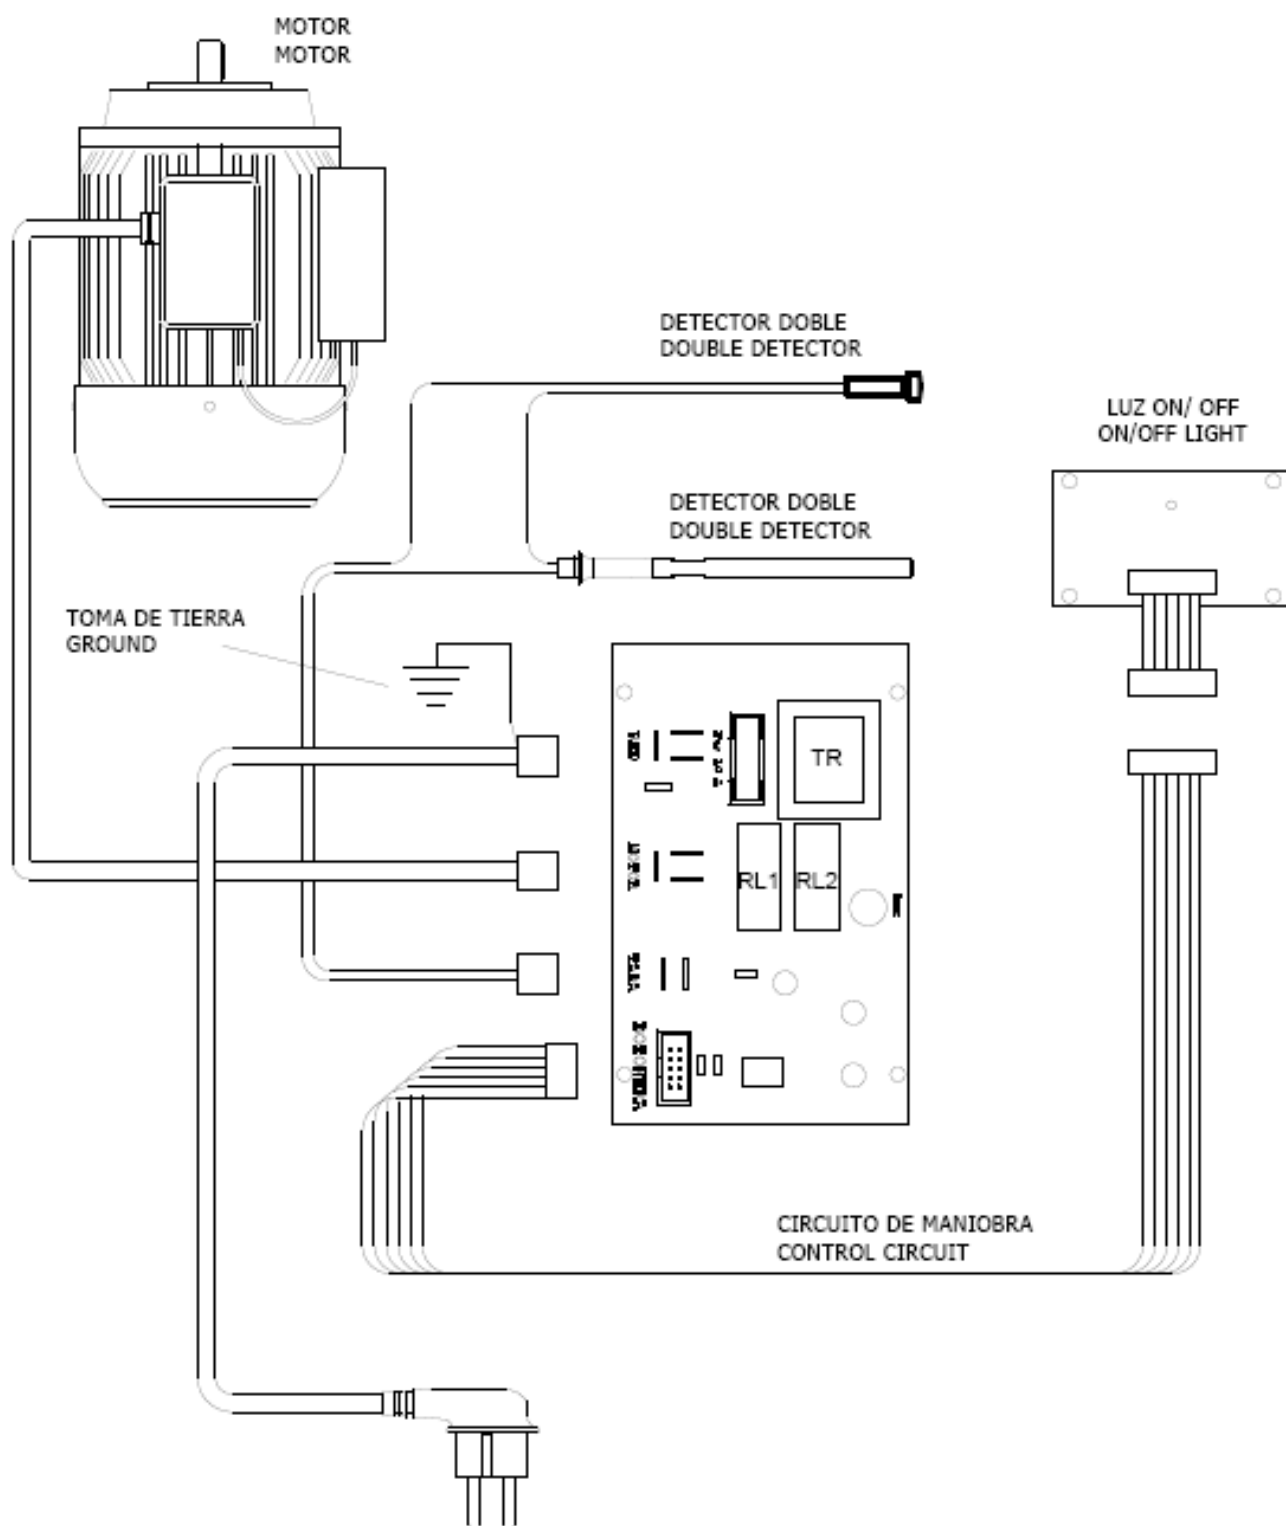 MOTOR
MOTOR
DETECTOR DOBLE
DOUBLE DETECTOR
LUZ ON/ OFF
ON/OFF LIGHT
DETECTOR DOBLE
DOUBLE DETECTOR
TOMA DE TIERRA
GROUND
TR
RL1
RL2
CIRCUITO DE MANIOBRA
CONTROL CIRCUIT